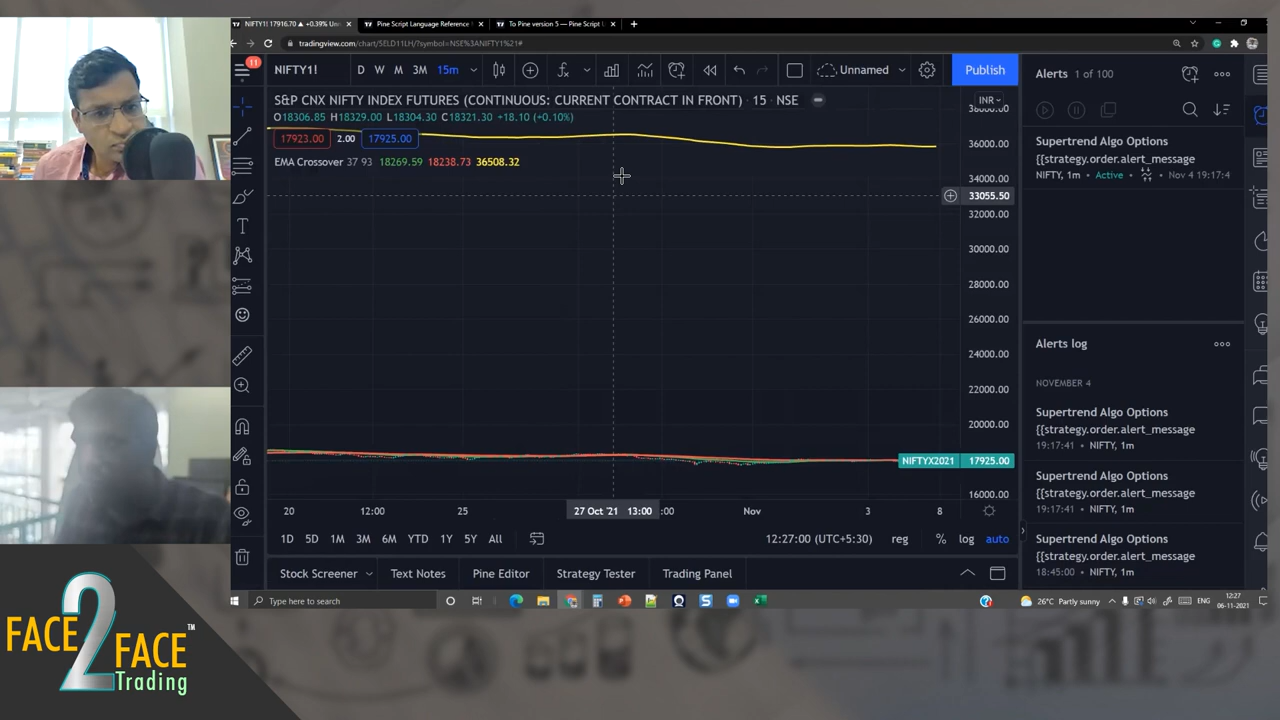 NIFTY1! 17916.70 ▲ +0.39% Un
Pine Script Language Reference
To Pine version 5 — Pine Script
tradingview.com/chart/SELD11LH/?symbol=NSE%3ANIFTY1%21#
11
NIFTY1!
D W M 3M 15m
Unnamed
Publish
Alerts 1 of 100
S&P CNX NIFTY INDEX FUTURES (CONTINUOUS: CURRENT CONTRACT IN FRONT) · 15 · NSE
INR
O18306.85 H18329.00 L18304.30 C18321.30 +18.10 (+0.10%)
17923.00 2.00 17925.00
EMA Crossover 37 93 18269.59 18238.73 36508.32
38000.00
36000.00
34000.00
33055.50
32000.00
30000.00
28000.00
26000.00
24000.00
22000.00
20000.00
NIFTYX2021 17925.00
16000.00
20 12:00 25 27 Oct '21 13:00 :00 Nov 3 8
1D 5D 1M 3M 6M YTD 1Y 5Y All
12:27:00 (UTC+5:30) reg % log auto
Stock Screener Text Notes Pine Editor Strategy Tester Trading Panel
Supertrend Algo Options
{{strategy.order.alert_message
NIFTY, 1m • Active Nov 4 19:17:4
Alerts log
NOVEMBER 4
Supertrend Algo Options
{{strategy.order.alert_message
19:17:41 • NIFTY, 1m
Supertrend Algo Options
{{strategy.order.alert_message
19:17:41 • NIFTY, 1m
Supertrend Algo Options
{{strategy.order.alert_message
18:45:00 • NIFTY, 1m
Type here to search
26°C Partly sunny
ENG
12:27
06-11-2021
FACE
2
FACE
™
Trading